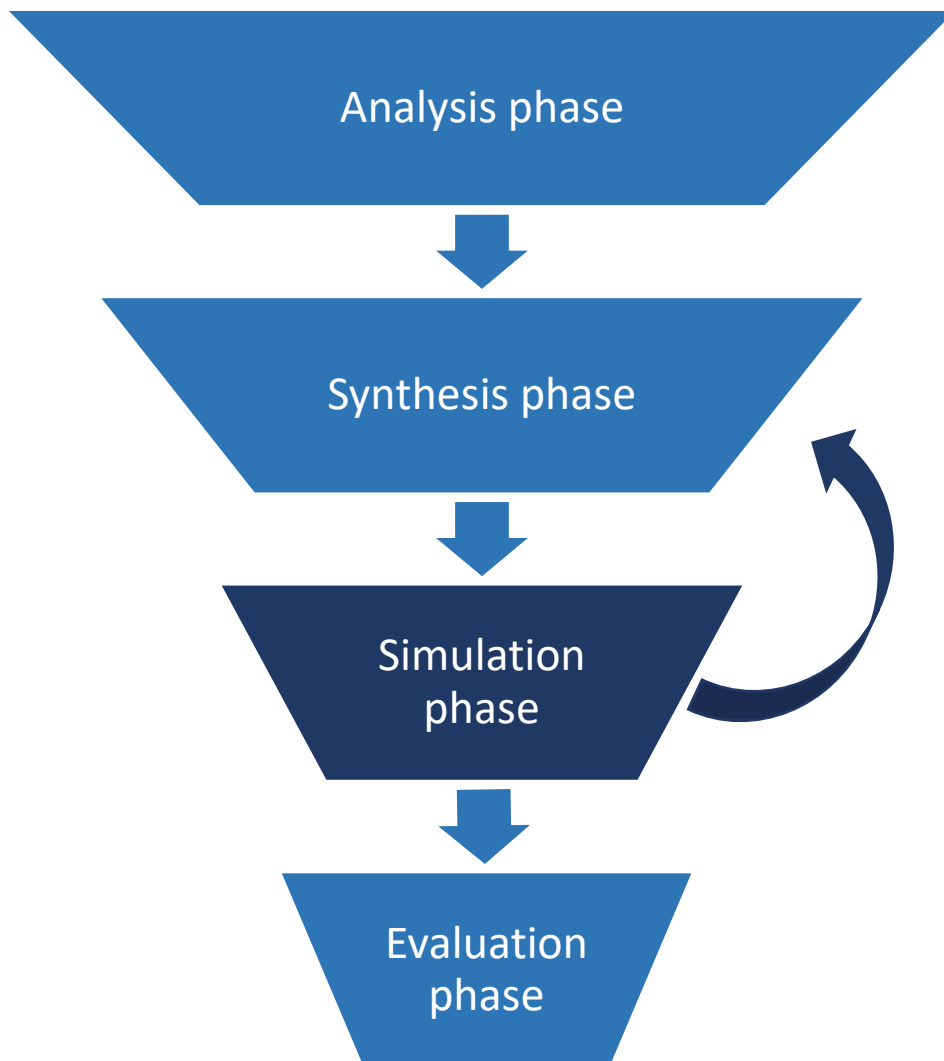 Analysis phase
Synthesis phase
Simulation
phase
Evaluation
phase